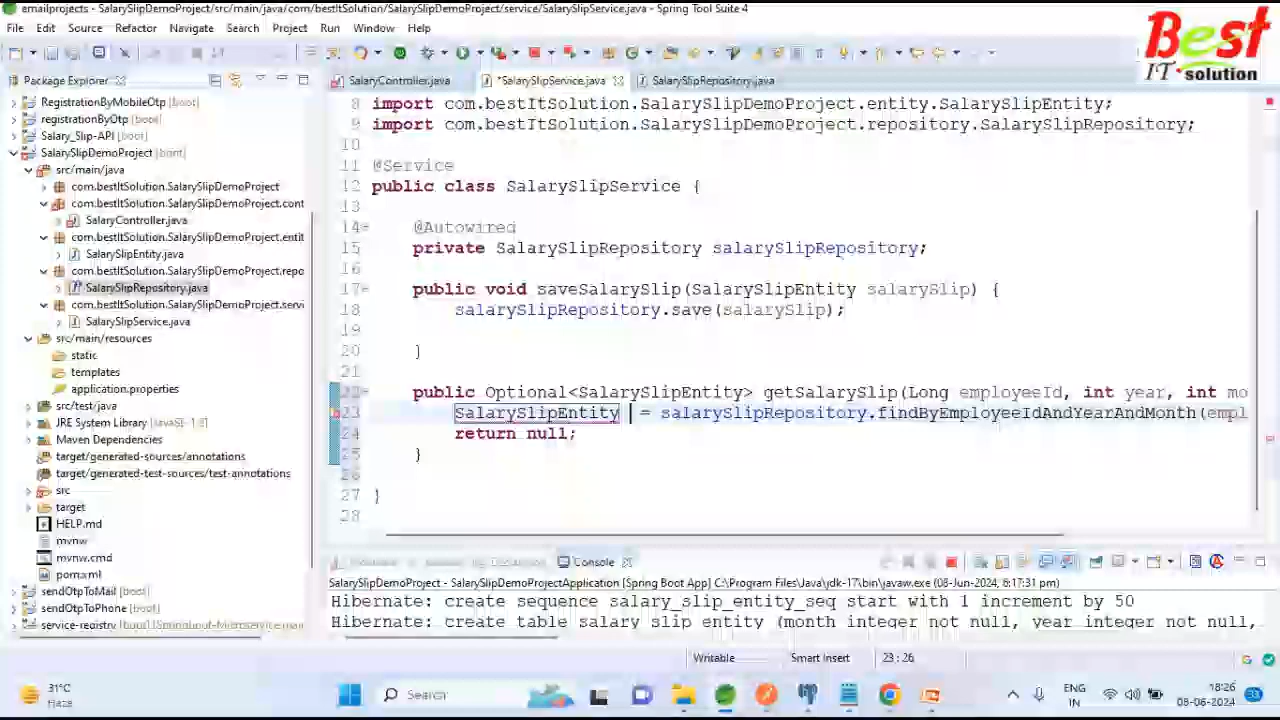 emailprojects - SalarySlipDemoProject/src/main/java/com/bestItSolution/SalarySlipDemoProject/service/SalarySlipService.java - Spring Tool Suite 4
File Edit Source Refactor Navigate Search Project Run Window Help
Best
IT solution
Package Explorer
SalaryController.java
*SalarySlipService.java
SalarySlipRepository.java
RegistrationByMobileOtp [boot]
registrationByOtp [boot]
Salary_Slip-API [boot]
SalarySlipDemoProject [boot]
src/main/java
com.bestItSolution.SalarySlipDemoProject
com.bestItSolution.SalarySlipDemoProject.cont
SalaryController.java
com.bestItSolution.SalarySlipDemoProject.entit
SalarySlipEntity.java
com.bestItSolution.SalarySlipDemoProject.repo
SalarySlipRepository.java
com.bestItSolution.SalarySlipDemoProject.servi
SalarySlipService.java
src/main/resources
static
templates
application.properties
src/test/java
JRE System Library
Maven Dependencies
target/generated-sources/annotations
target/generated-test-sources/test-annotations
src
target
HELP.md
mvnw
mvnw.cmd
pom.xml
sendOtpToMail [boot]
sendOtpToPhone [boot]
service-registry
8 import com.bestItSolution.SalarySlipDemoProject.entity.SalarySlipEntity;
9 import com.bestItSolution.SalarySlipDemoProject.repository.SalarySlipRepository;
10
11 @Service
12 public class SalarySlipService {
13
14 @Autowired
15 private SalarySlipRepository salarySlipRepository;
16
17 public void saveSalarySlip(SalarySlipEntity salarySlip) {
18 salarySlipRepository.save(salarySlip);
19
20 }
21
22 public Optional<SalarySlipEntity> getSalarySlip(Long employeeId, int year, int mo
23 SalarySlipEntity = salarySlipRepository.findByEmployeeIdAndYearAndMonth(empl
24 return null;
25 }
26
27 }
28
Console
SalarySlipDemoProject - SalarySlipDemoProjectApplication [Spring Boot App] C:\Program Files\Java\jdk-17\bin\javaw.exe (08-Jun-2024, 6:17:31 pm)
Hibernate: create sequence salary_slip_entity_seq start with 1 increment by 50
Hibernate: create table salary_slip_entity (month integer not null, year integer not null,
Writable
Smart Insert
23 : 26
31°C
Haze
Search
ENG
IN
18:26
08-06-2024